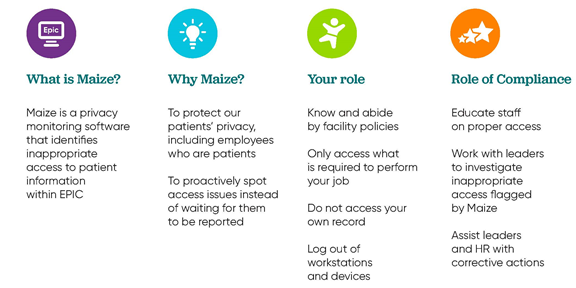 Epic
What is Maize?
Maize is a privacy
monitoring software
that identifies
inappropriate
access to patient
information
within EPIC
Why Maize?
To protect our
patients’ privacy,
including employees
who are patients
To proactively spot
access issues instead
of waiting for them
to be reported
Your role
Know and abide
by facility policies
Only access what
is required to perform
your job
Do not access your
own record
Log out of
workstations
and devices
Role of Compliance
Educate staff
on proper access
Work with leaders
to investigate
inappropriate
access flagged
by Maize
Assist leaders
and HR with
corrective actions